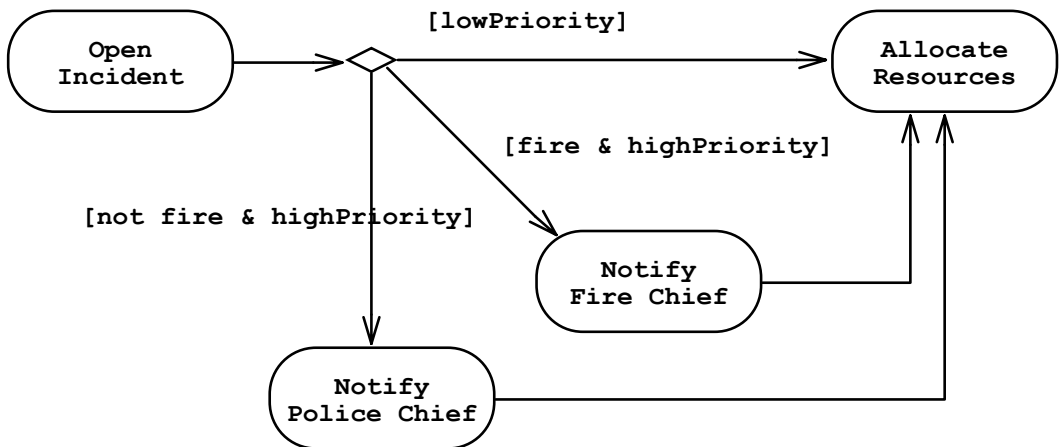 [lowPriority]
Open
Incident
Allocate
Resources
[fire & highPriority]
[not fire & highPriority]
Notify
Fire Chief
Notify
Police Chief